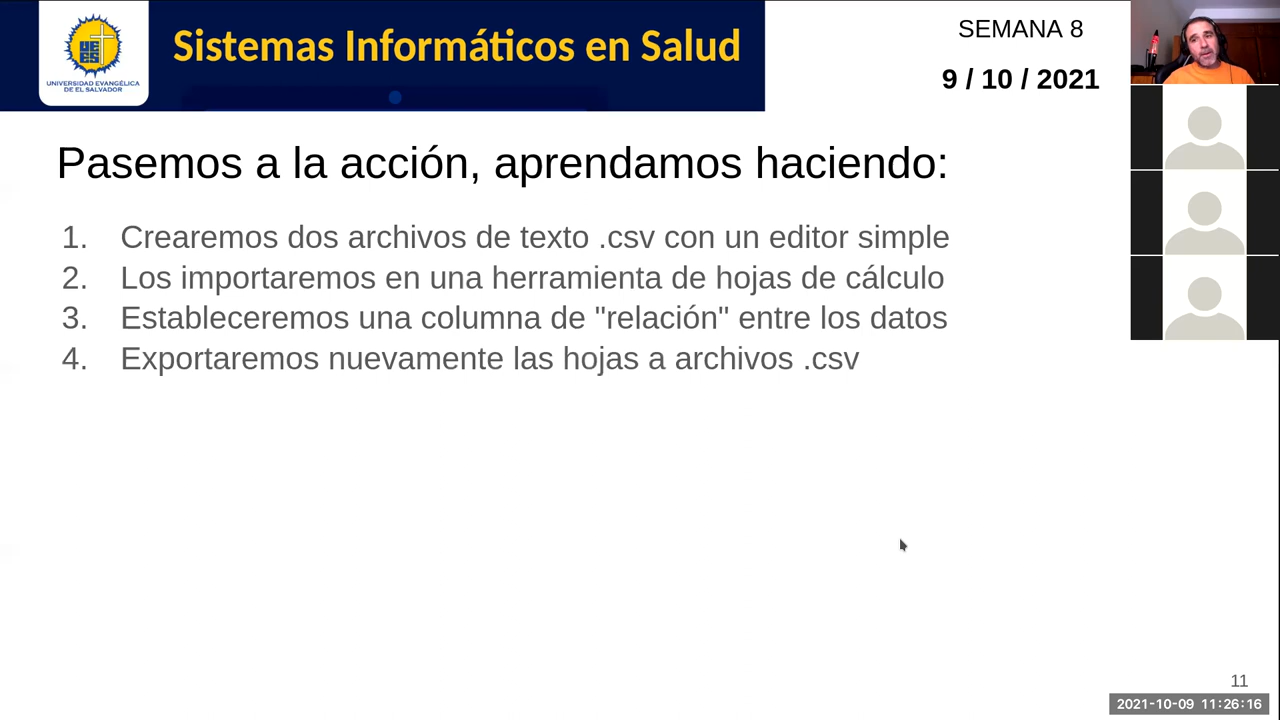 UNIVERSIDAD EVANGÉLICA
DE EL SALVADOR
Sistemas Informáticos en Salud
SEMANA 8
9 / 10 / 2021
Pasemos a la acción, aprendamos haciendo:
1. Crearemos dos archivos de texto .csv con un editor simple
2. Los importaremos en una herramienta de hojas de cálculo
3. Estableceremos una columna de "relación" entre los datos
4. Exportaremos nuevamente las hojas a archivos .csv
11
2021-10-09 11:26:16